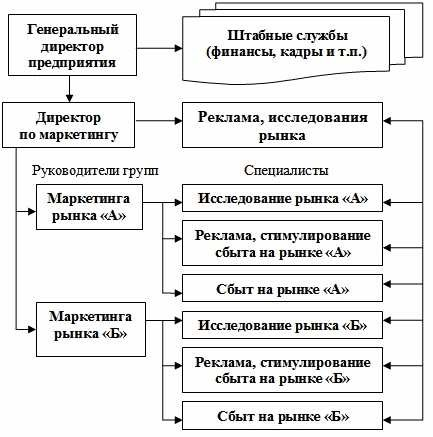 Генеральный
директор
предприятия
Штабные службы
(финансы, кадры и т.п.)
Директор
по маркетингу
Реклама, исследования
рынка
Руководители групп
Специалисты
Маркетинга
рынка «А»
Исследование рынка «А»
Реклама, стимулирование
сбыта на рынке «А»
Сбыт на рынке «А»
Маркетинга
рынка «Б»
Исследование рынка «Б»
Реклама, стимулирование
сбыта на рынке «Б»
Сбыт на рынке «Б»